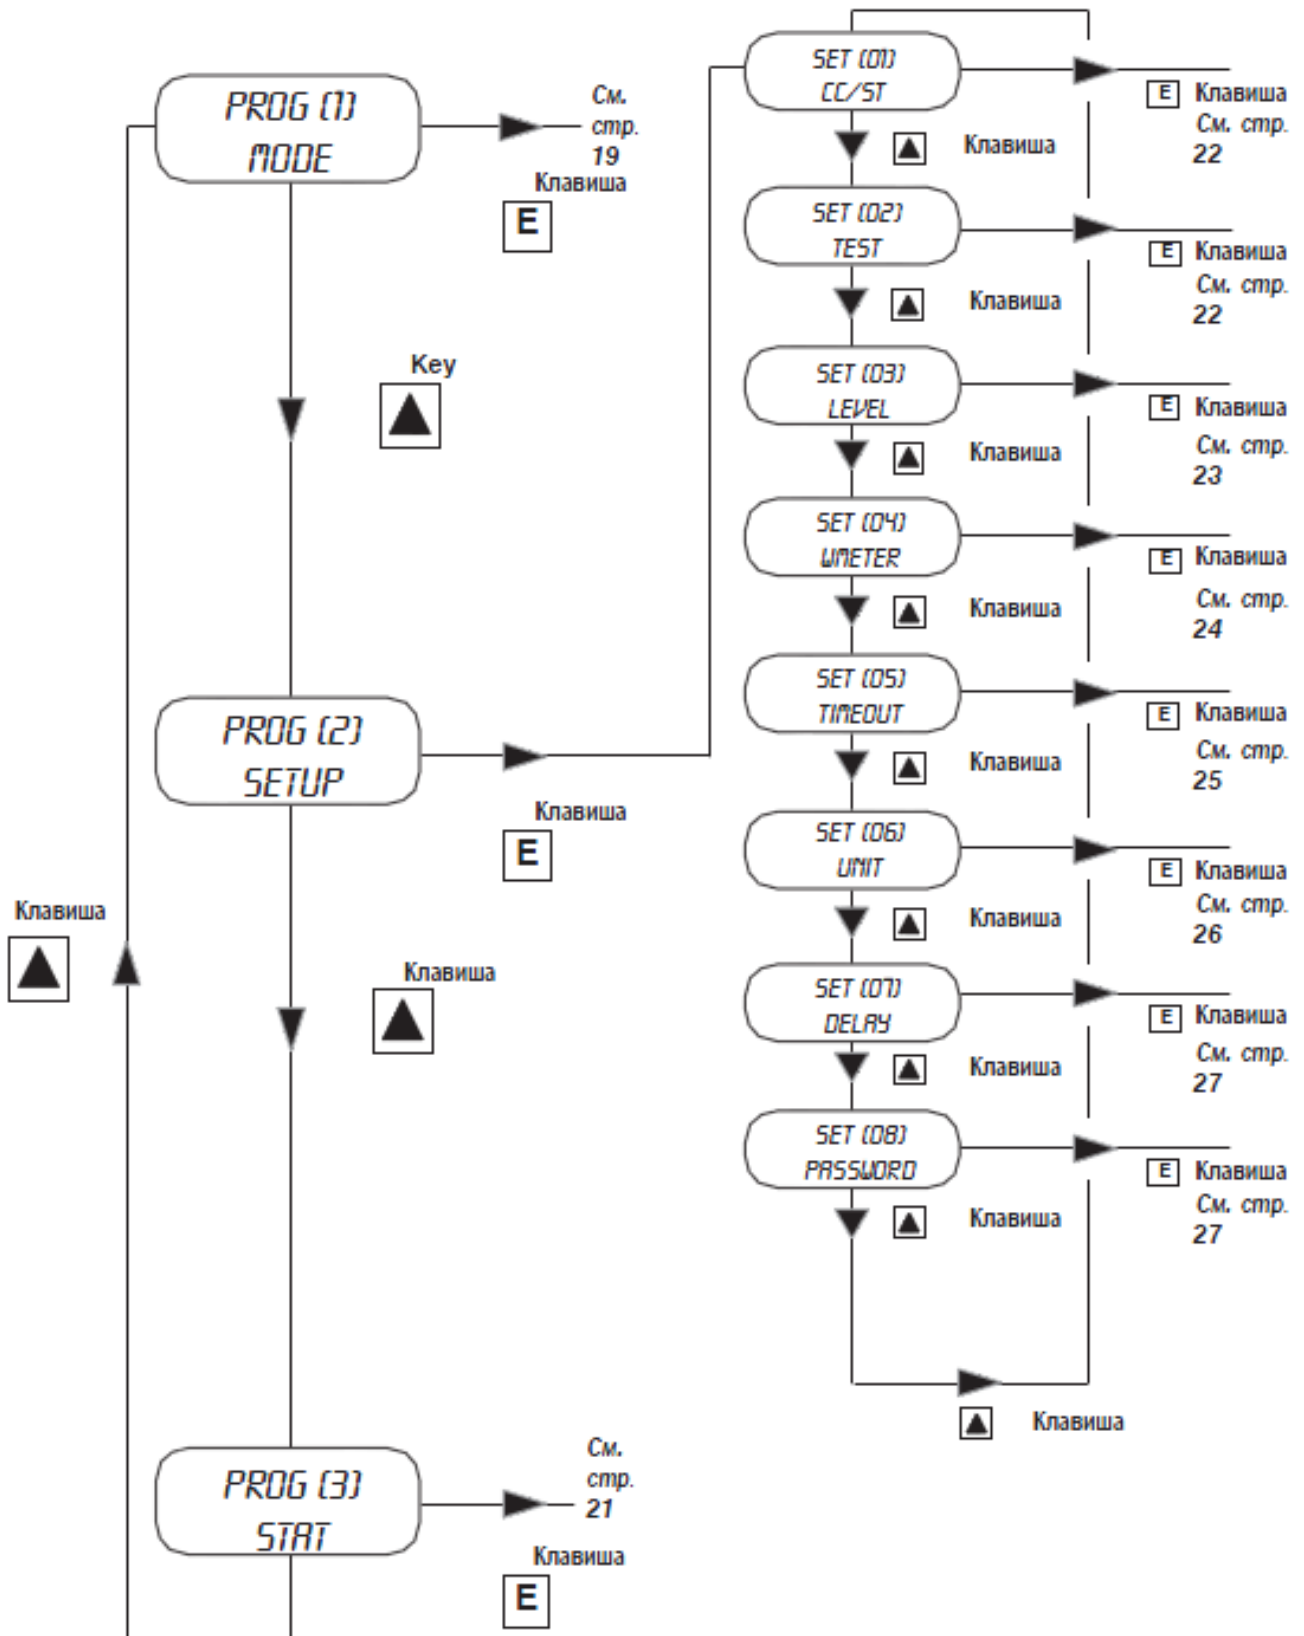 PROG (1)
MODE
См.
стр.
19
Клавиша
E
Key
PROG (2)
SETUP
Клавиша
E
Клавиша
Клавиша
PROG (3)
STAT
См.
стр.
21
Клавиша
E
SET (01)
CC/ST
E Клавиша
См. стр.
22
Клавиша
SET (02)
TEST
E Клавиша
См. стр.
22
Клавиша
SET (03)
LEVEL
E Клавиша
См. стр.
23
Клавиша
SET (04)
WMETER
E Клавиша
См. стр.
24
Клавиша
SET (05)
TIMEOUT
E Клавиша
См. стр.
25
Клавиша
SET (06)
UNIT
E Клавиша
См. стр.
26
Клавиша
SET (07)
DELAY
E Клавиша
См. стр.
27
Клавиша
SET (08)
PASSWORD
E Клавиша
См. стр.
27
Клавиша
Клавиша